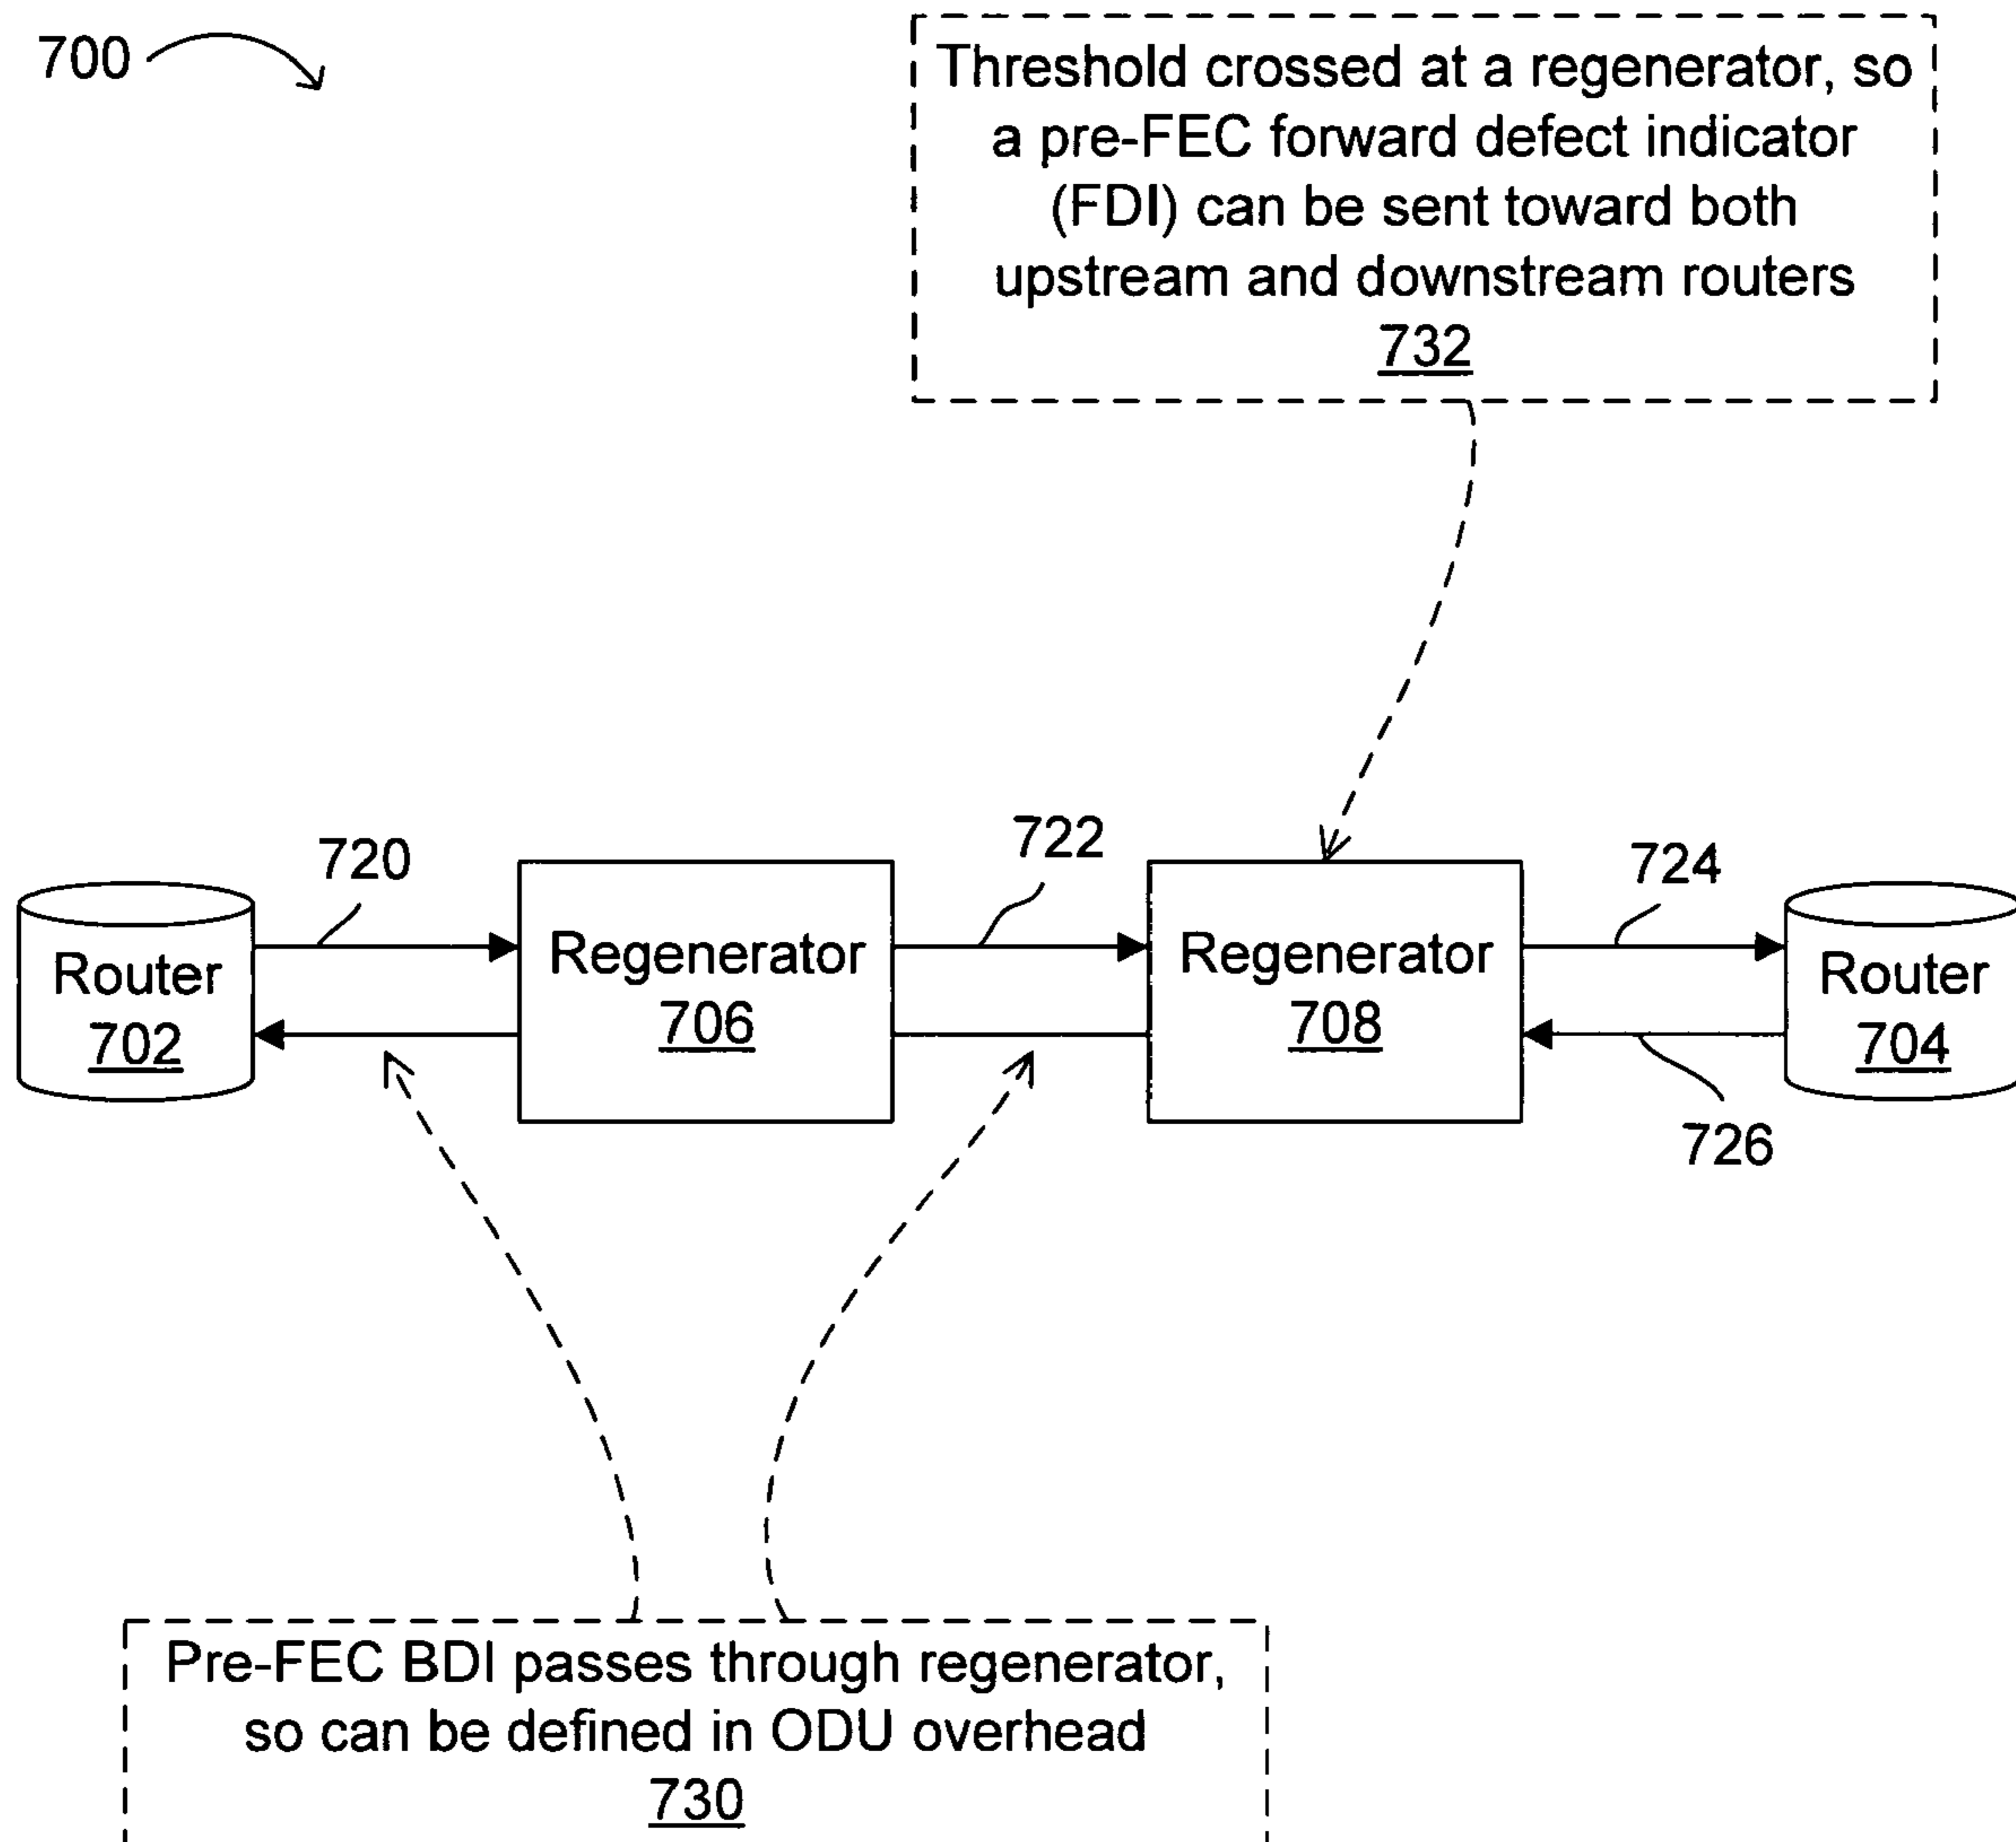 700
Threshold crossed at a regenerator, so
a pre-FEC forward defect indicator
(FDI) can be sent toward both
upstream and downstream routers
732
720
722
724
Router
702
Regenerator
706
Regenerator
708
Router
704
726
Pre-FEC BDI passes through regenerator,
so can be defined in ODU overhead
730